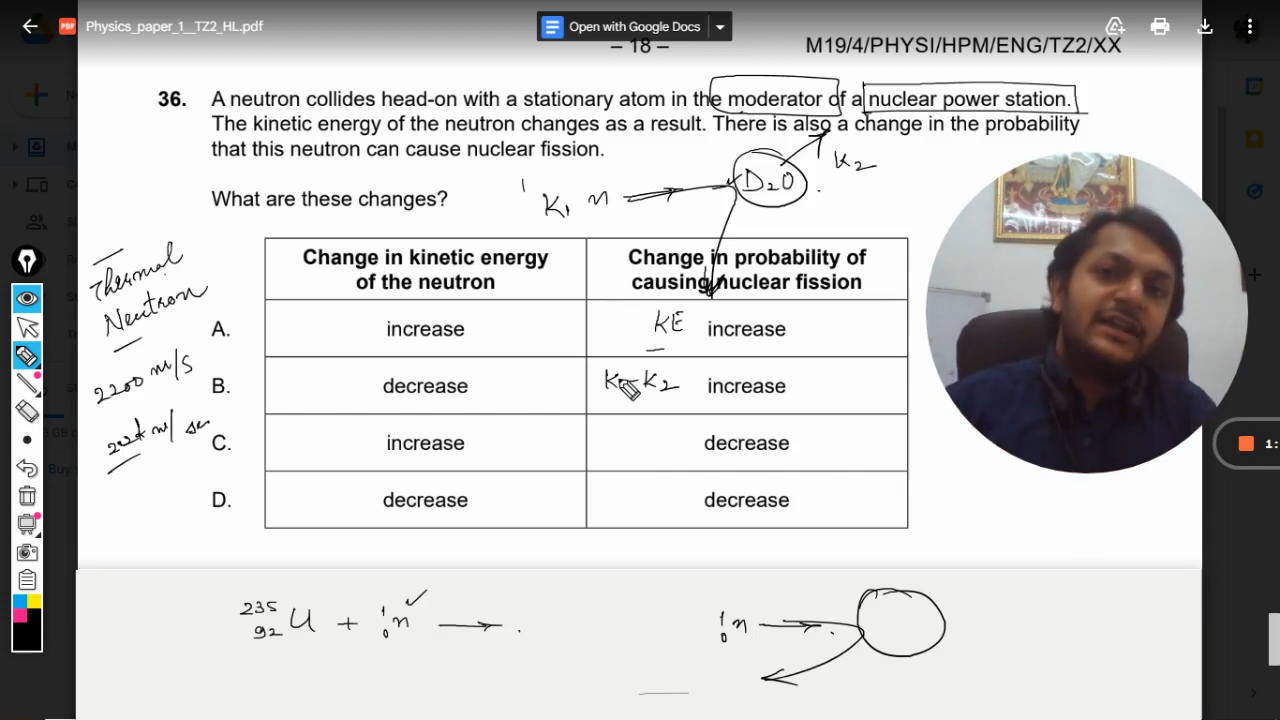 Physics_paper_1__TZ2_HL.pdf
Open with Google Docs
– 18 –
M19/4/PHYSI/HPM/ENG/TZ2/XX
36. A neutron collides head-on with a stationary atom in the moderator of a nuclear power station.
The kinetic energy of the neutron changes as a result. There is also a change in the probability
that this neutron can cause nuclear fission.
K₂
D₂O
What are these changes?
K₁ n
Thermal
Neutron
2200 m/s
Change in kinetic energy
of the neutron
Change in probability of
causing nuclear fission
A. increase KE increase
B. decrease K₁-K₂ increase
C. increase decrease
D. decrease decrease
1:
²³⁵₉₂U + ¹₀n ⟶
¹₀n